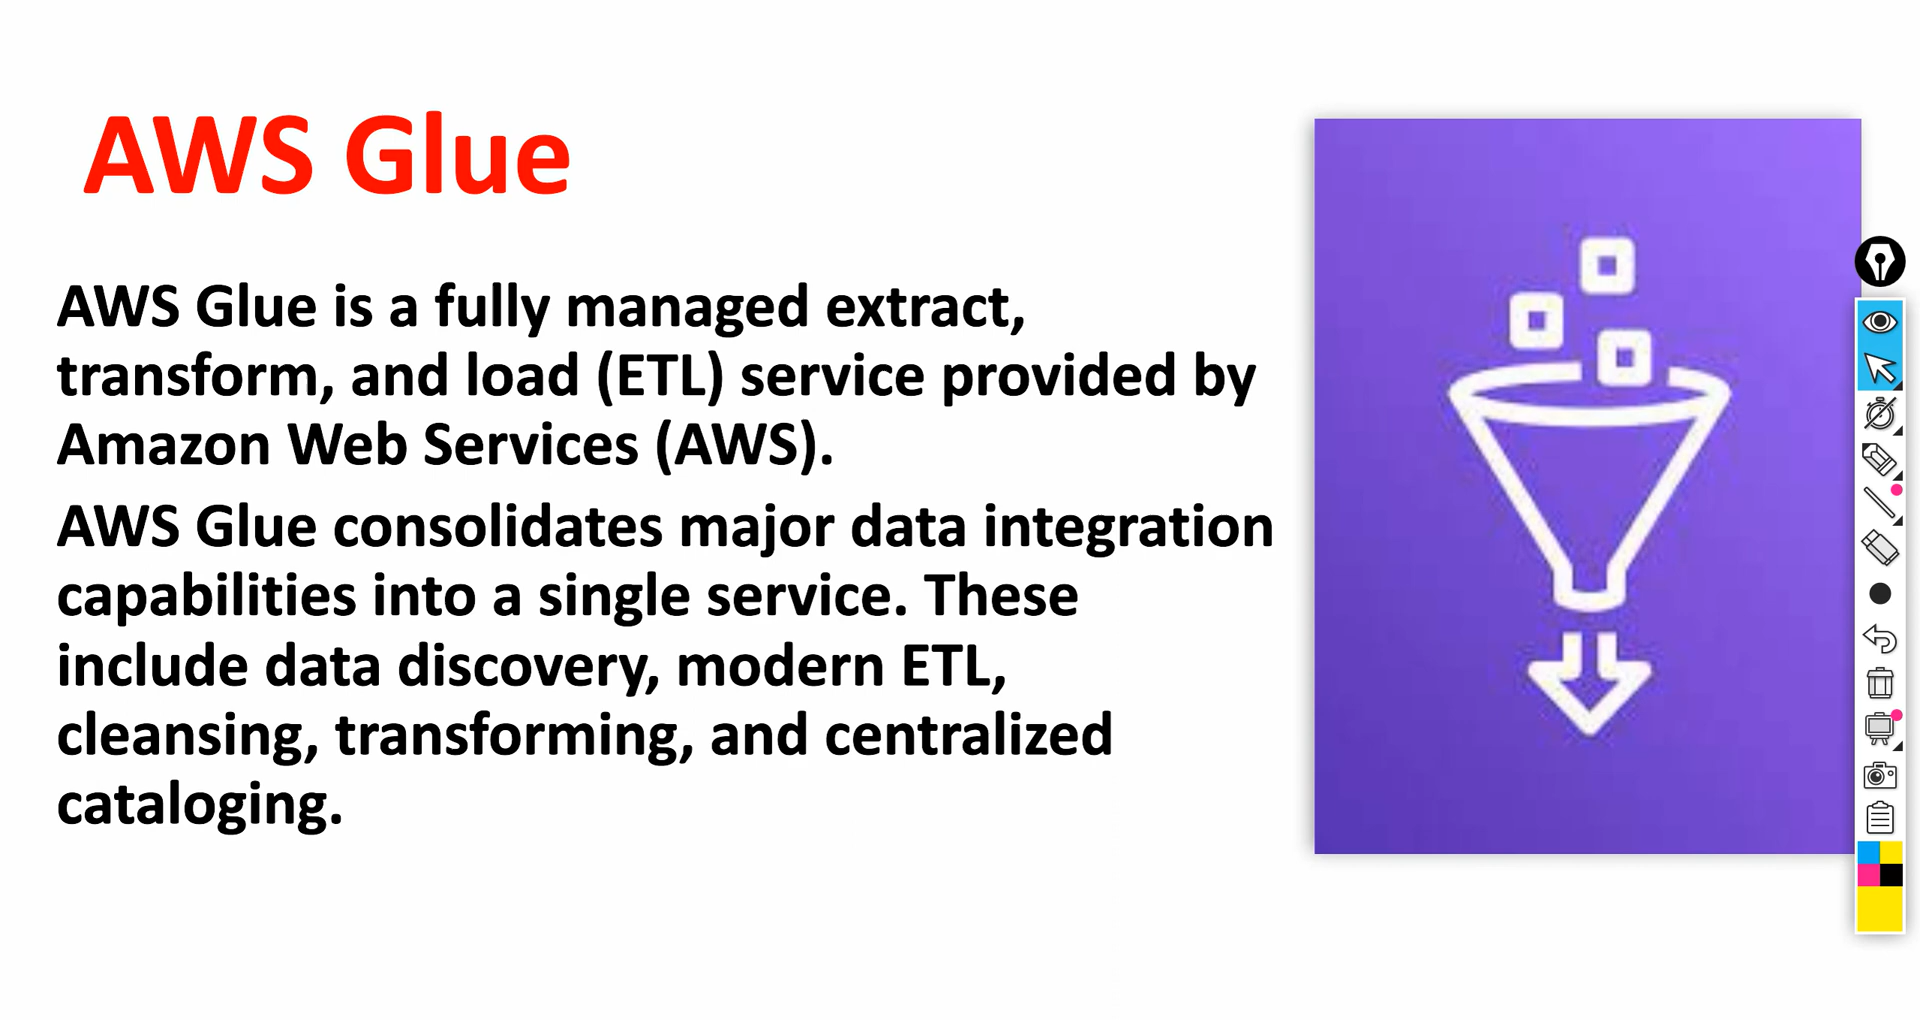 AWS Glue
AWS Glue is a fully managed extract,
transform, and load (ETL) service provided by
Amazon Web Services (AWS).
AWS Glue consolidates major data integration
capabilities into a single service. These
include data discovery, modern ETL,
cleansing, transforming, and centralized
cataloging.